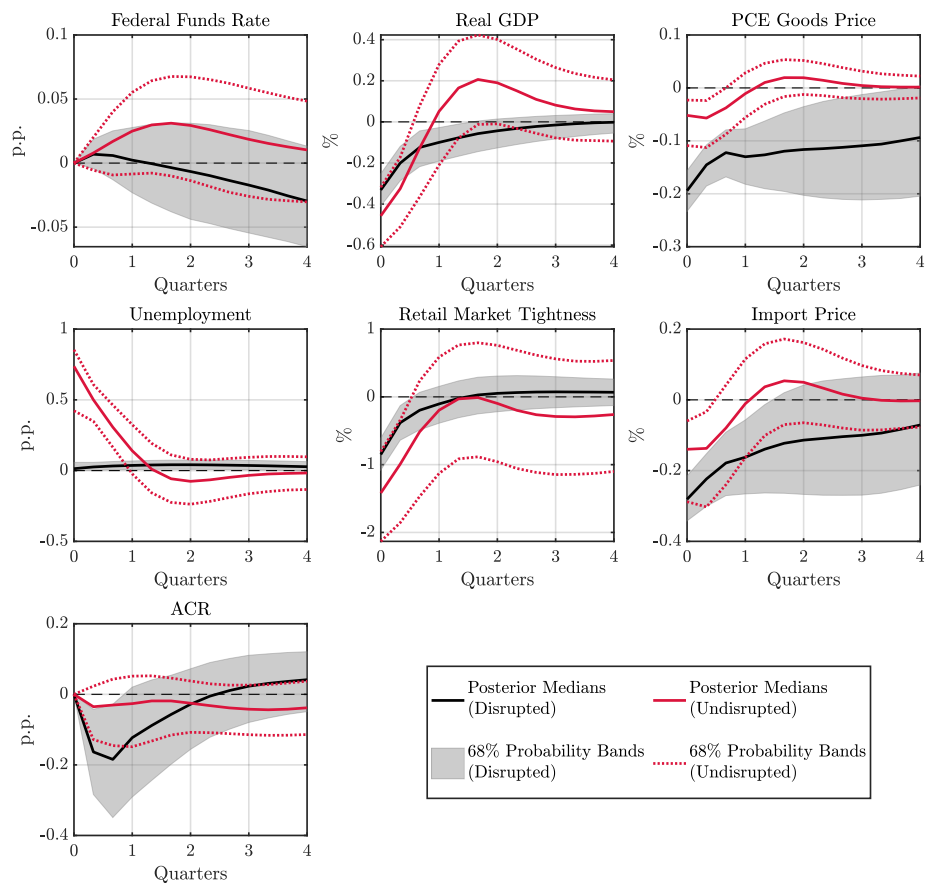 Federal Funds Rate
0.1
0.05
0
-0.05
p.p.
0 1 2 3 4
Quarters
Real GDP
0.4
0.2
0
-0.2
-0.4
-0.6
%
0 1 2 3 4
Quarters
PCE Goods Price
0.1
0
-0.1
-0.2
-0.3
%
0 1 2 3 4
Quarters
Unemployment
1
0.5
0
-0.5
p.p.
0 1 2 3 4
Quarters
Retail Market Tightness
1
0
-1
-2
%
0 1 2 3 4
Quarters
Import Price
0.2
0
-0.2
-0.4
%
0 1 2 3 4
Quarters
ACR
0.2
0
-0.2
-0.4
p.p.
0 1 2 3 4
Quarters
Posterior Medians
(Disrupted)
Posterior Medians
(Undisrupted)
68% Probability Bands
(Disrupted)
68% Probability Bands
(Undisrupted)